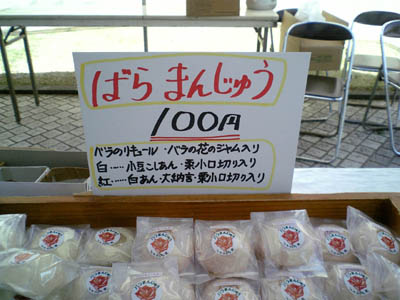 ばら まんじゅう
100円
バラのリキュール・バラの花のジャム入り
白……小豆こしあん・栗小口切り入り
紅……白あん・大納言・栗小口切り入り